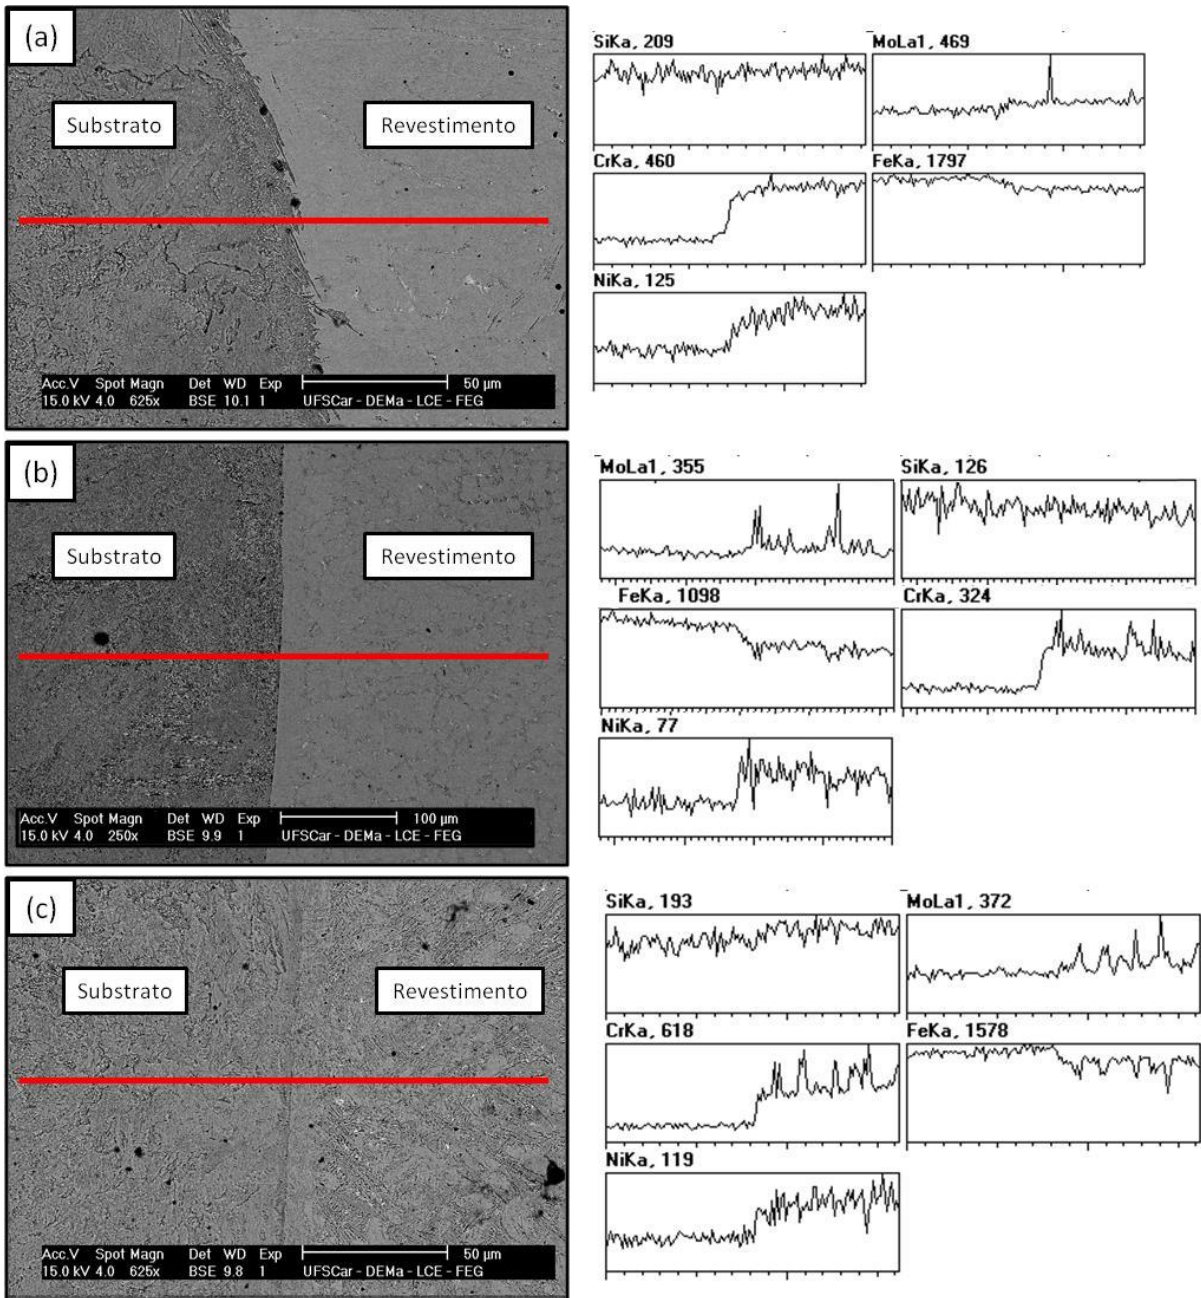 (a)
Substrato
Revestimento
Acc.V Spot Magn Det WD Exp
15.0 kV 4.0 625x BSE 10.1 1
50 µm
UFSCar - DEMa - LCE - FEG
SiKa, 209
MoLa1, 469
CrKa, 460
FeKa, 1797
NiKa, 125
(b)
Substrato
Revestimento
Acc.V Spot Magn Det WD Exp
15.0 kV 4.0 250x BSE 9.9 1
100 µm
UFSCar - DEMa - LCE - FEG
MoLa1, 355
SiKa, 126
FeKa, 1098
CrKa, 324
NiKa, 77
(c)
Substrato
Revestimento
Acc.V Spot Magn Det WD Exp
15.0 kV 4.0 625x BSE 9.8 1
50 µm
UFSCar - DEMa - LCE - FEG
SiKa, 193
MoLa1, 372
CrKa, 618
FeKa, 1578
NiKa, 119